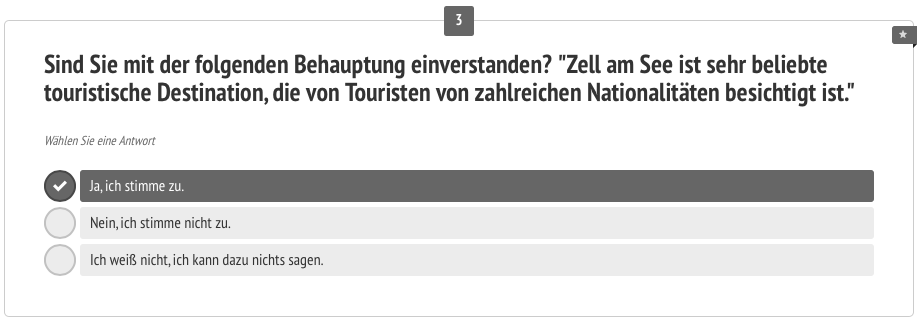 3
Sind Sie mit der folgenden Behauptung einverstanden? "Zell am See ist sehr beliebte
touristische Destination, die von Touristen von zahlreichen Nationalitäten besichtigt ist."
Wählen Sie eine Antwort
Ja, ich stimme zu.
Nein, ich stimme nicht zu.
Ich weiß nicht, ich kann dazu nichts sagen.